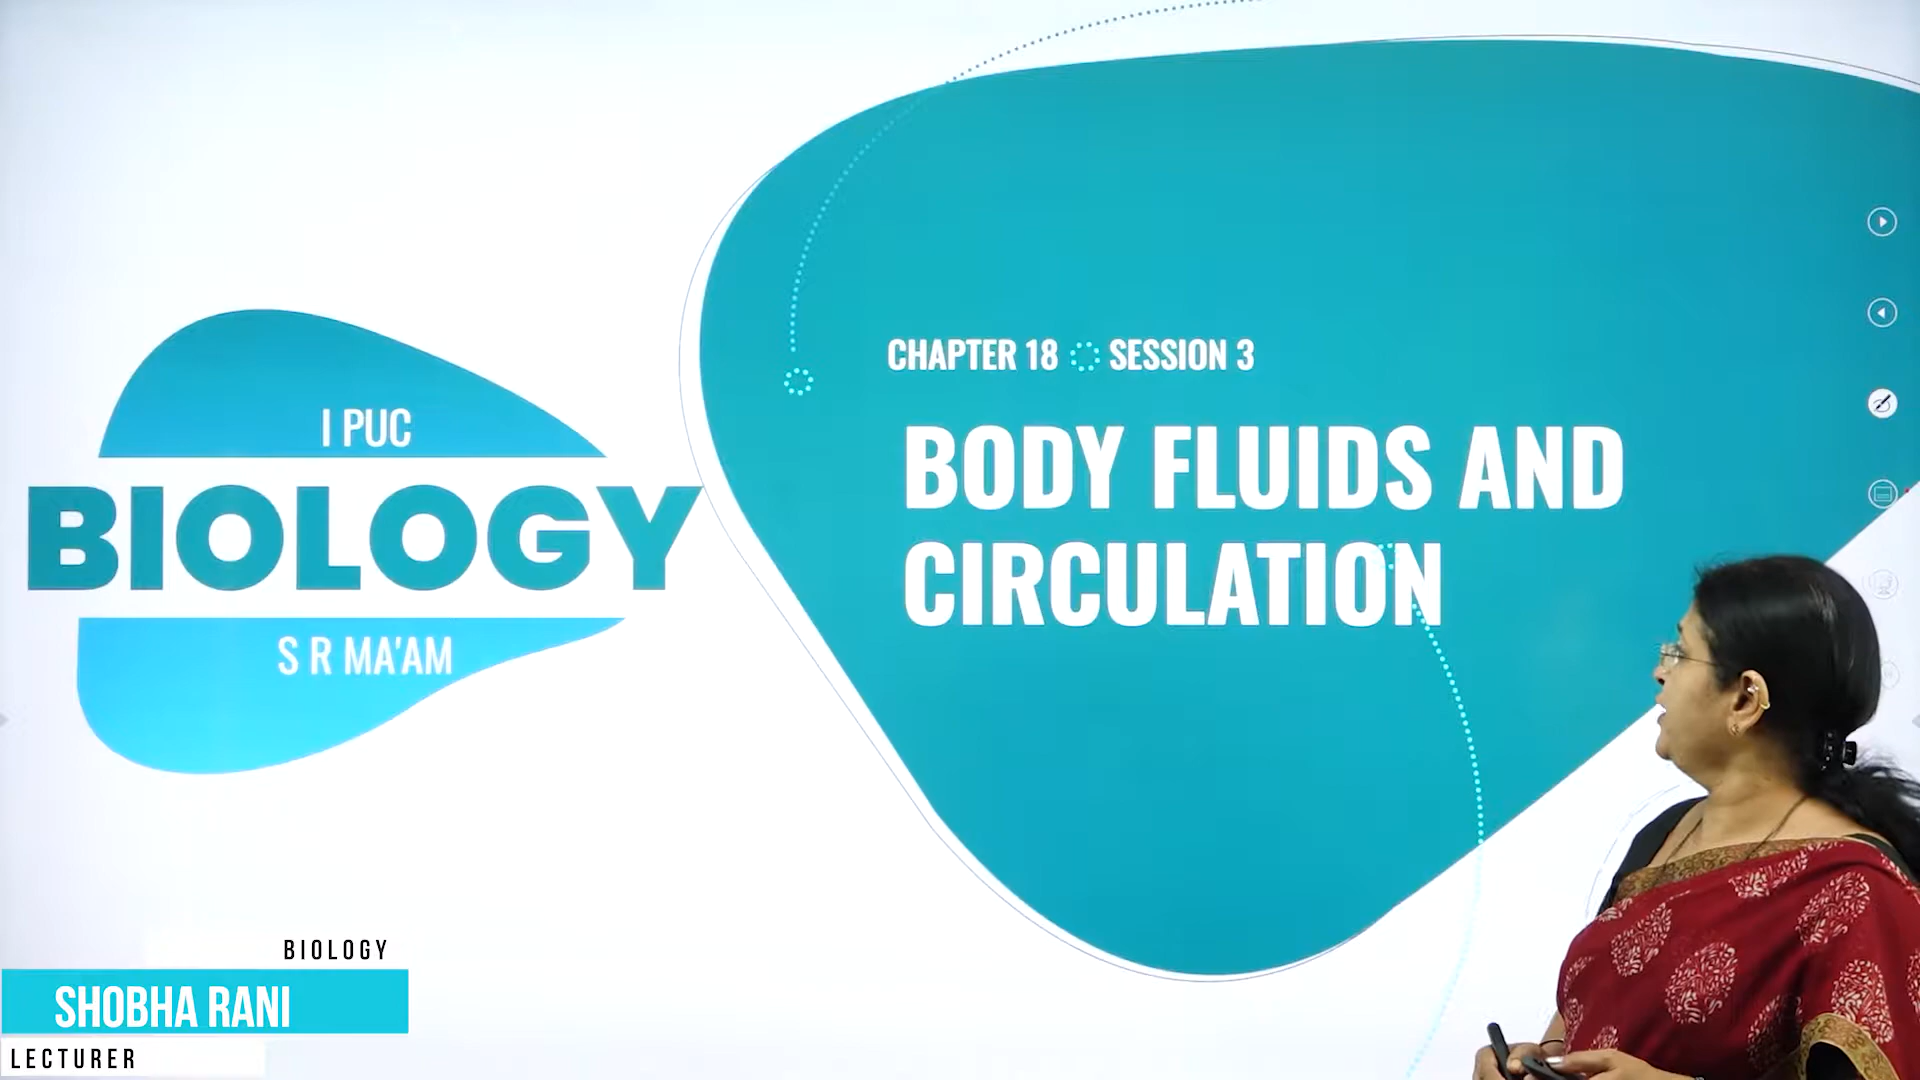 I PUC
BIOLOGY
S R MA'AM
CHAPTER 18 SESSION 3
BODY FLUIDS AND
CIRCULATION
BIOLOGY
SHOBHA RANI
LECTURER